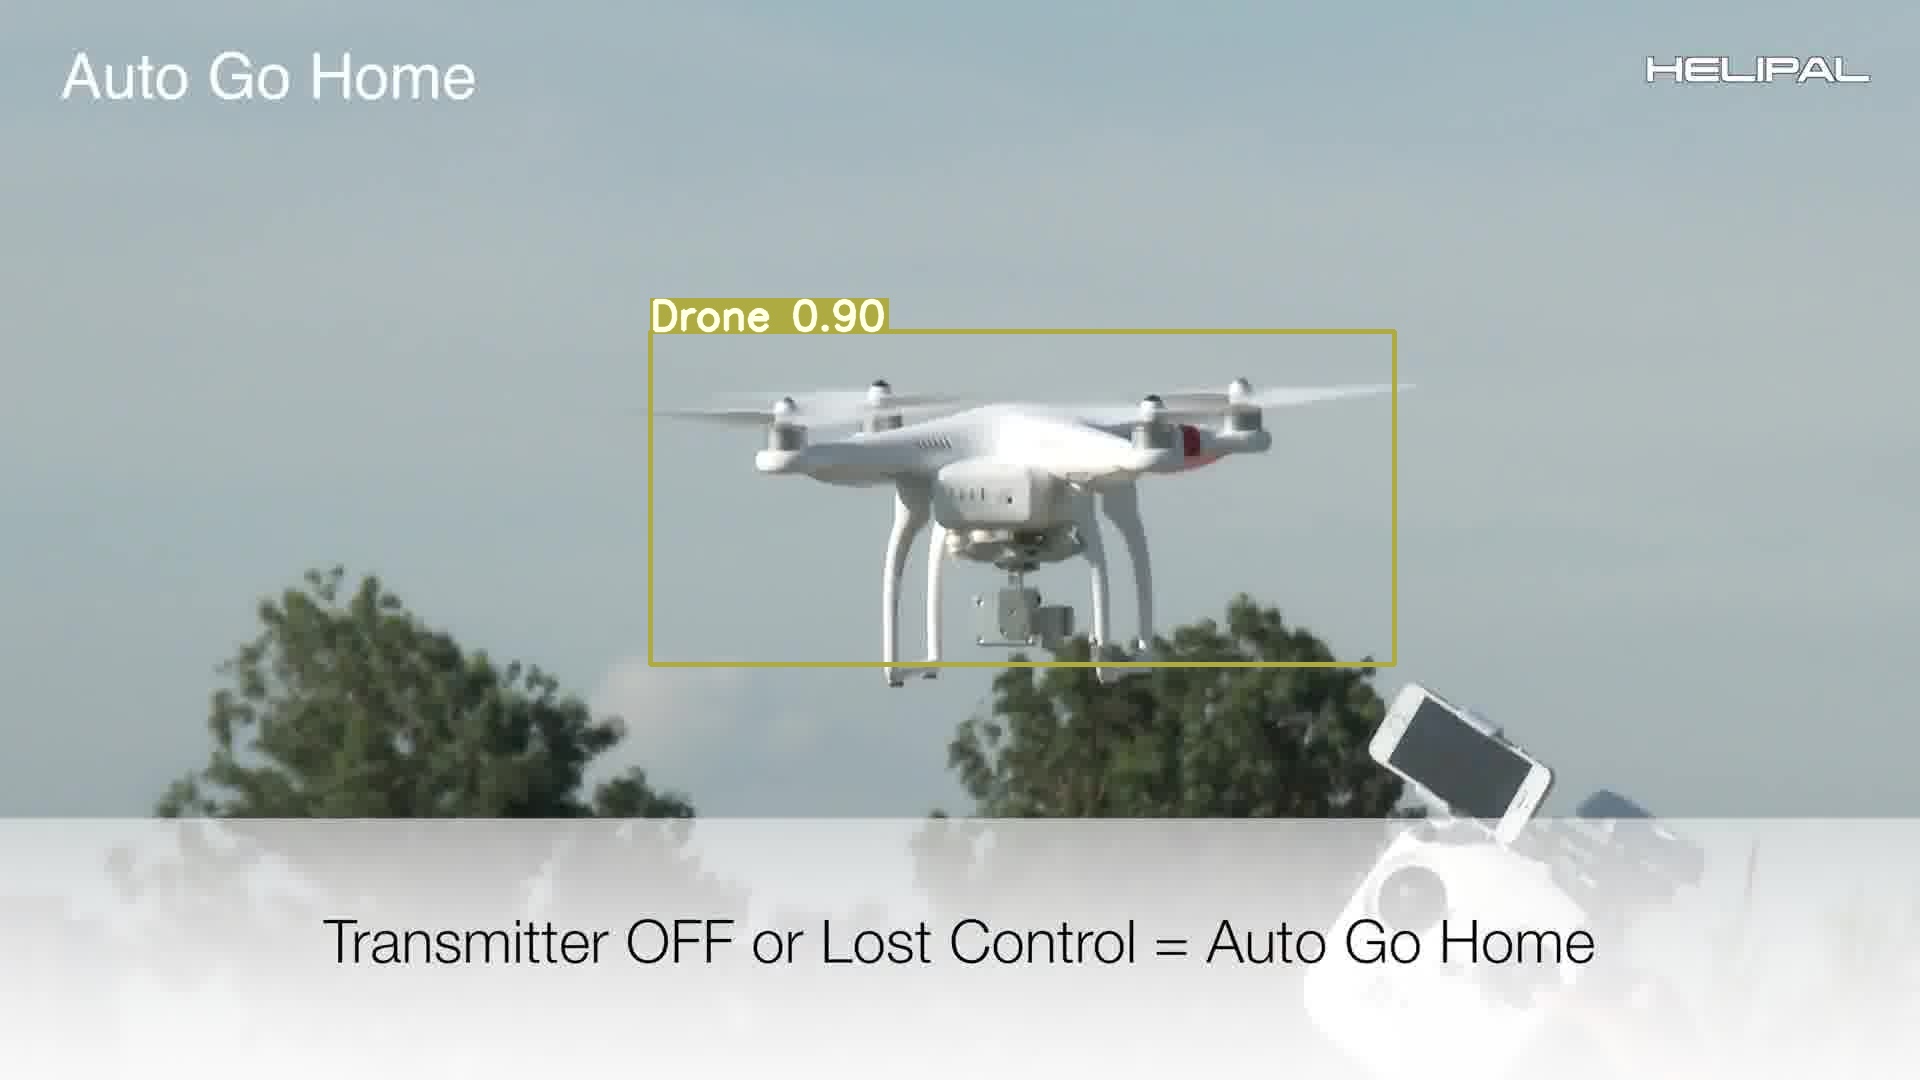 Auto Go Home
HELIPAL
Drone 0.90
Transmitter OFF or Lost Control = Auto Go Home